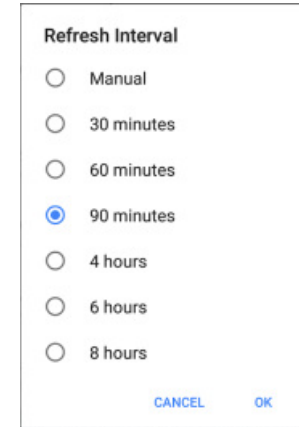 Refresh Interval
Manual
30 minutes
60 minutes
90 minutes
4 hours
6 hours
8 hours
CANCEL OK